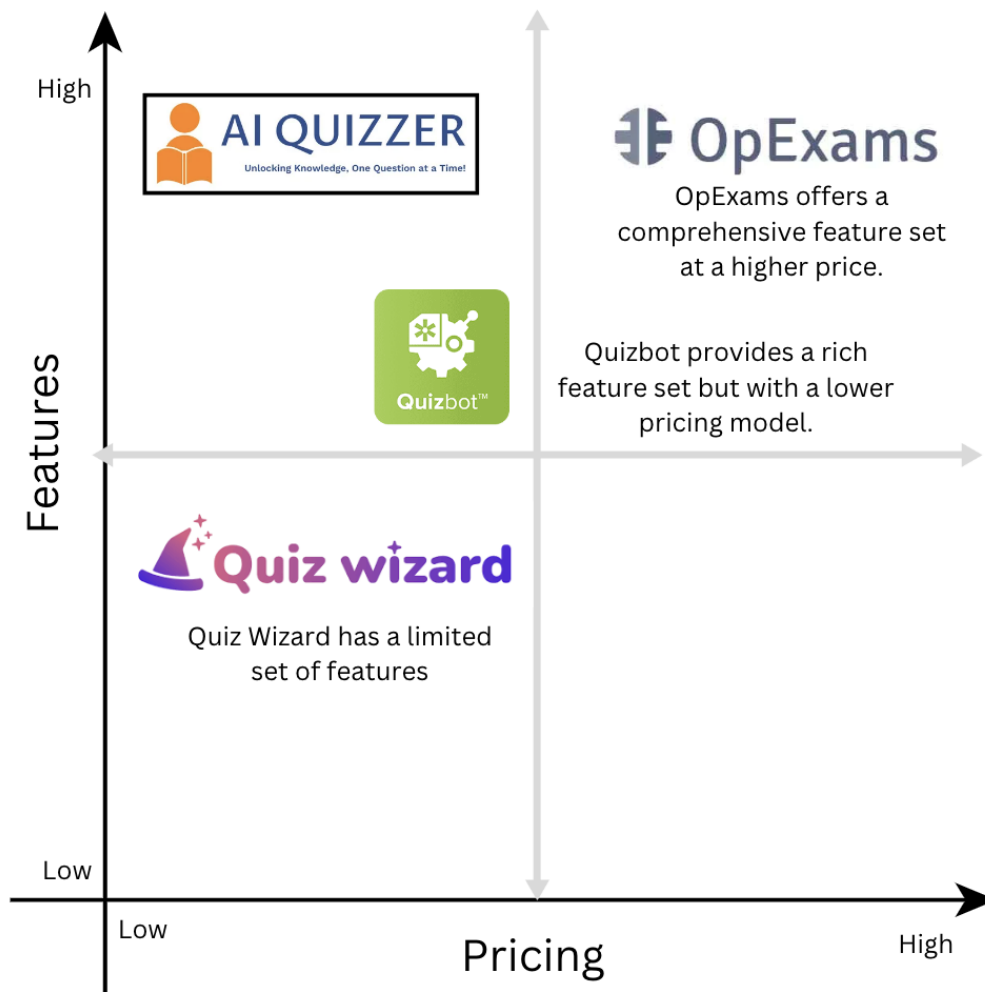 High
AI QUIZZER
Unlocking Knowledge, One Question at a Time!
OpExams
OpExams offers a
comprehensive feature set
at a higher price.
Quizbot™
Quizbot provides a rich
feature set but with a lower
pricing model.
Features
Quiz wizard
Quiz Wizard has a limited
set of features
Low
Low
Pricing
High